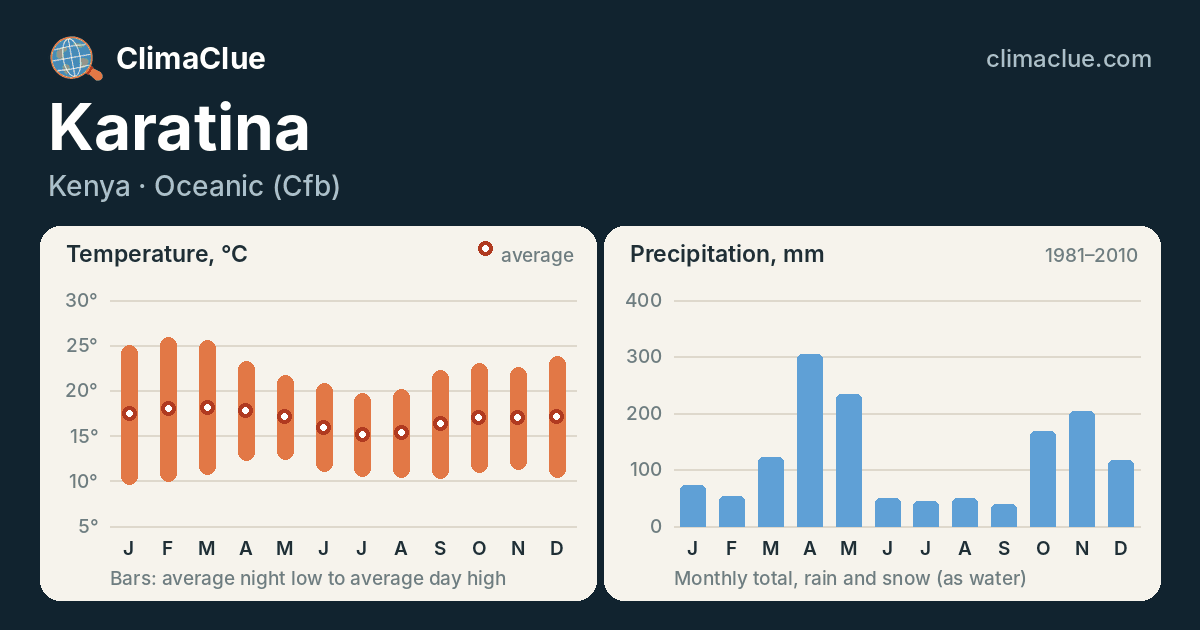 ClimaClue
climaclue.com
Karatina
Kenya · Oceanic (Cfb)
Temperature, °C
average
30°
25°
20°
15°
10°
5°
J F M A M J J A S O N D
Bars: average night low to average day high
Precipitation, mm
1981–2010
400
300
200
100
0
J F M A M J J A S O N D
Monthly total, rain and snow (as water)